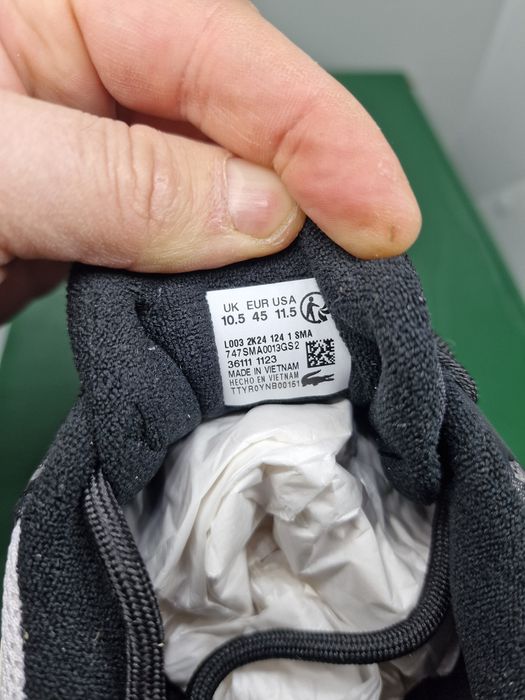 UK EUR USA
10.5 45 11.5
L003 2K24 124 1 SMA
747SMA0013GS2
36111 1123
MADE IN VIETNAM
HECHO EN VIETNAM
TTYR0YNB00151